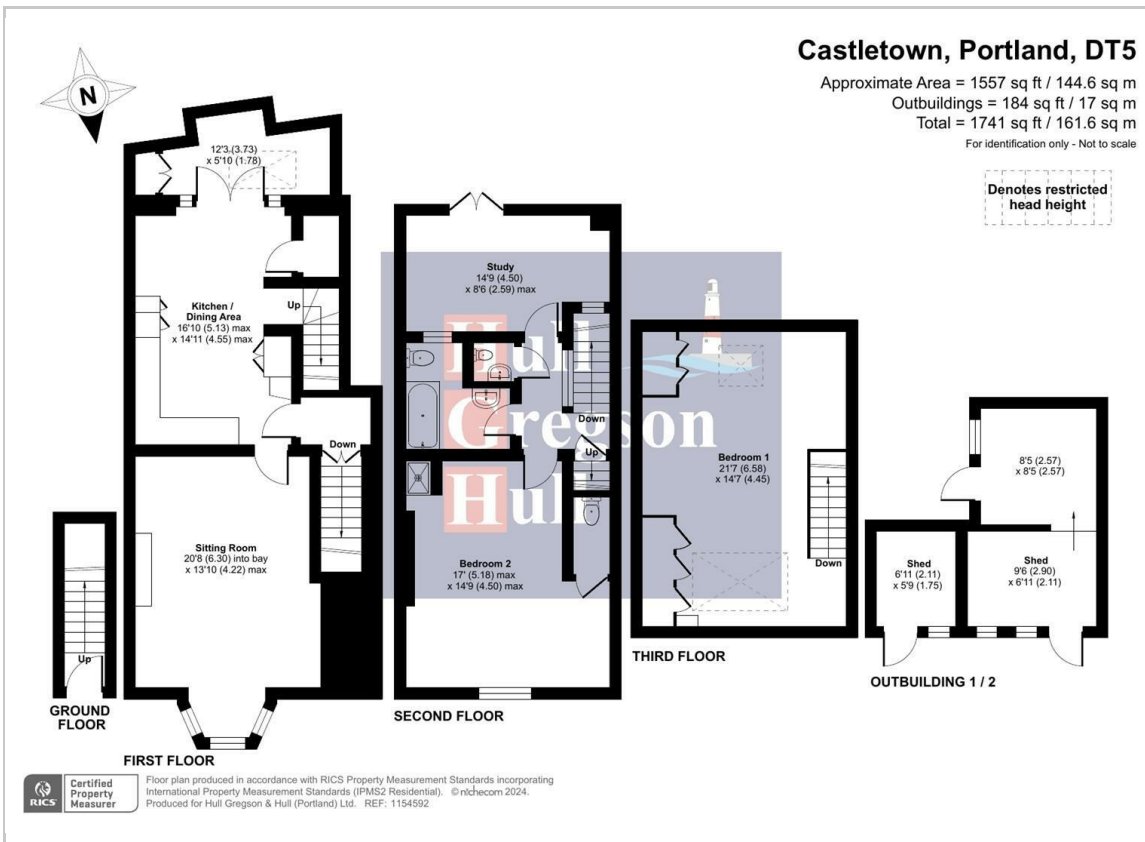 Castletown, Portland, DT5
Approximate Area = 1557 sq ft / 144.6 sq m
Outbuildings = 184 sq ft / 17 sq m
Total = 1741 sq ft / 161.6 sq m
For identification only - Not to scale
Denotes restricted
head height
N
12'3 (3.73)
x 5'10 (1.78)
Kitchen /
Dining Area
16'10 (5.13) max
x 14'11 (4.55) max
Up
Down
Sitting Room
20'8 (6.30) into bay
x 13'10 (4.22) max
Up
GROUND
FLOOR
FIRST FLOOR
Study
14'9 (4.50)
x 8'6 (2.59) max
Down
Up
Bedroom 2
17' (5.18) max
x 14'9 (4.50) max
SECOND FLOOR
Hull
Gregson
Hull
Bedroom 1
21'7 (6.58)
x 14'7 (4.45)
Down
THIRD FLOOR
8'5 (2.57)
x 8'5 (2.57)
Shed
6'11 (2.11)
x 5'9 (1.75)
Shed
9'6 (2.90)
x 6'11 (2.11)
OUTBUILDING 1 / 2
RICS
Certified
Property
Measurer
Floor plan produced in accordance with RICS Property Measurement Standards incorporating
International Property Measurement Standards (IPMS2 Residential). © nichecom 2024.
Produced for Hull Gregson & Hull (Portland) Ltd. REF: 1154592